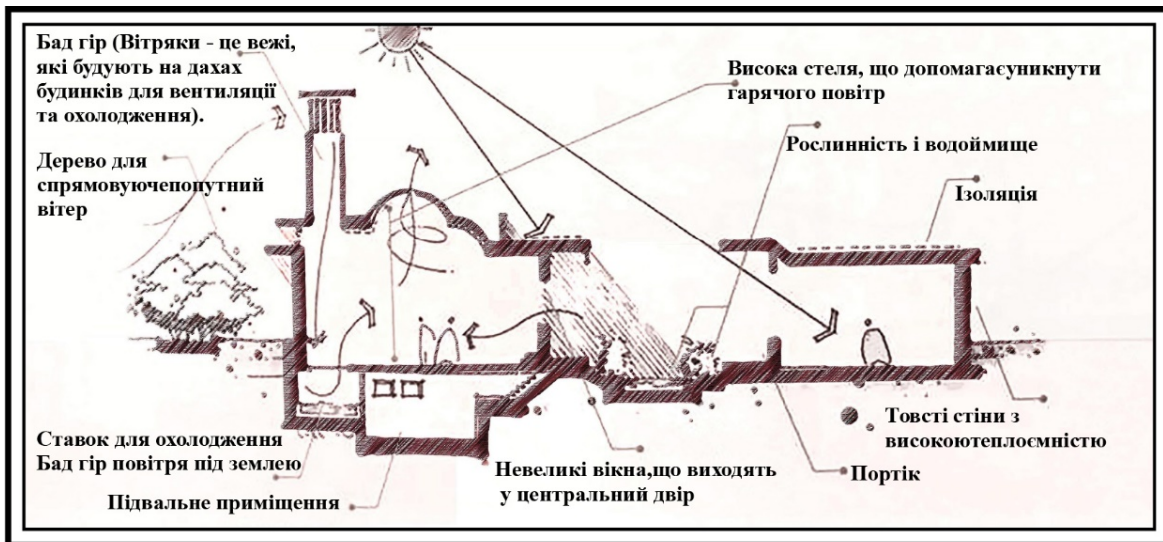 Бад гір (Вітряки - це вежі,
які будують на дахах
будинків для вентиляції
та охолодження).
Висока стеля, що допомагаєуникнути
гарячого повітр
Рослинність і водоймище
Дерево для
спрямовуючепопутний
вітер
Ізоляція
Товсті стіни з
високоютеплоємністю
Ставок для охолодження
Бад гір повітря під землею
Невеликі вікна,що виходять
у центральний двір
Портік
Підвальне приміщення